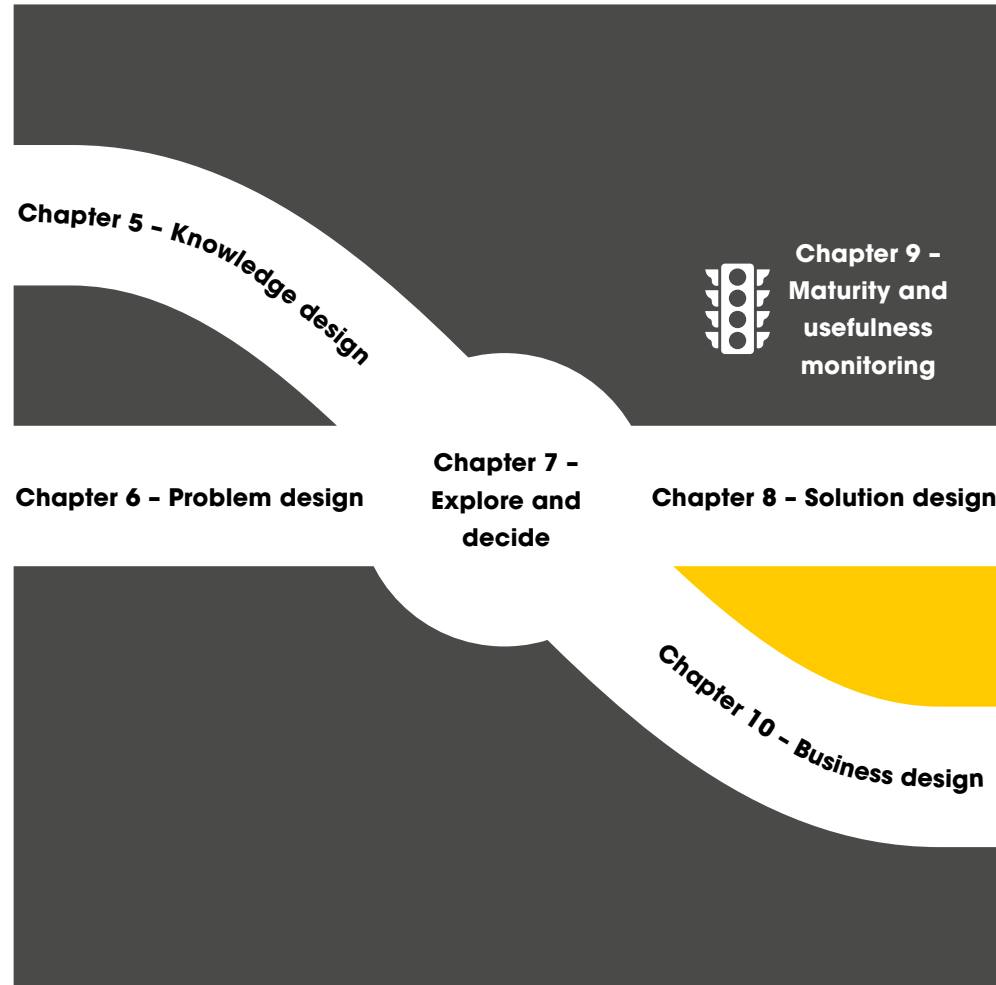 Chapter 5 – Knowledge design
Chapter 9 –
Maturity and
usefulness
monitoring
Chapter 6 – Problem design
Chapter 7 –
Explore and
decide
Chapter 8 – Solution design
Chapter 10 – Business design